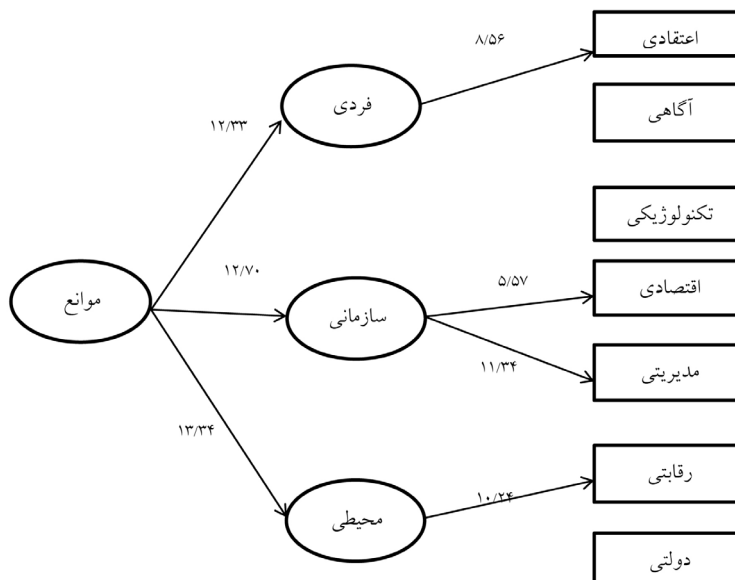 اعتقادی
۸/۵۶
فردی
آگاهی
۱۲/۳۳
تکنولوژیکی
۱۲/۷۰
۵/۵۷
اقتصادی
موانع
سازمانی
۱۱/۳۴
مدیریتی
۱۳/۳۴
رقابتی
۱۰/۲۴
محیطی
دولتی